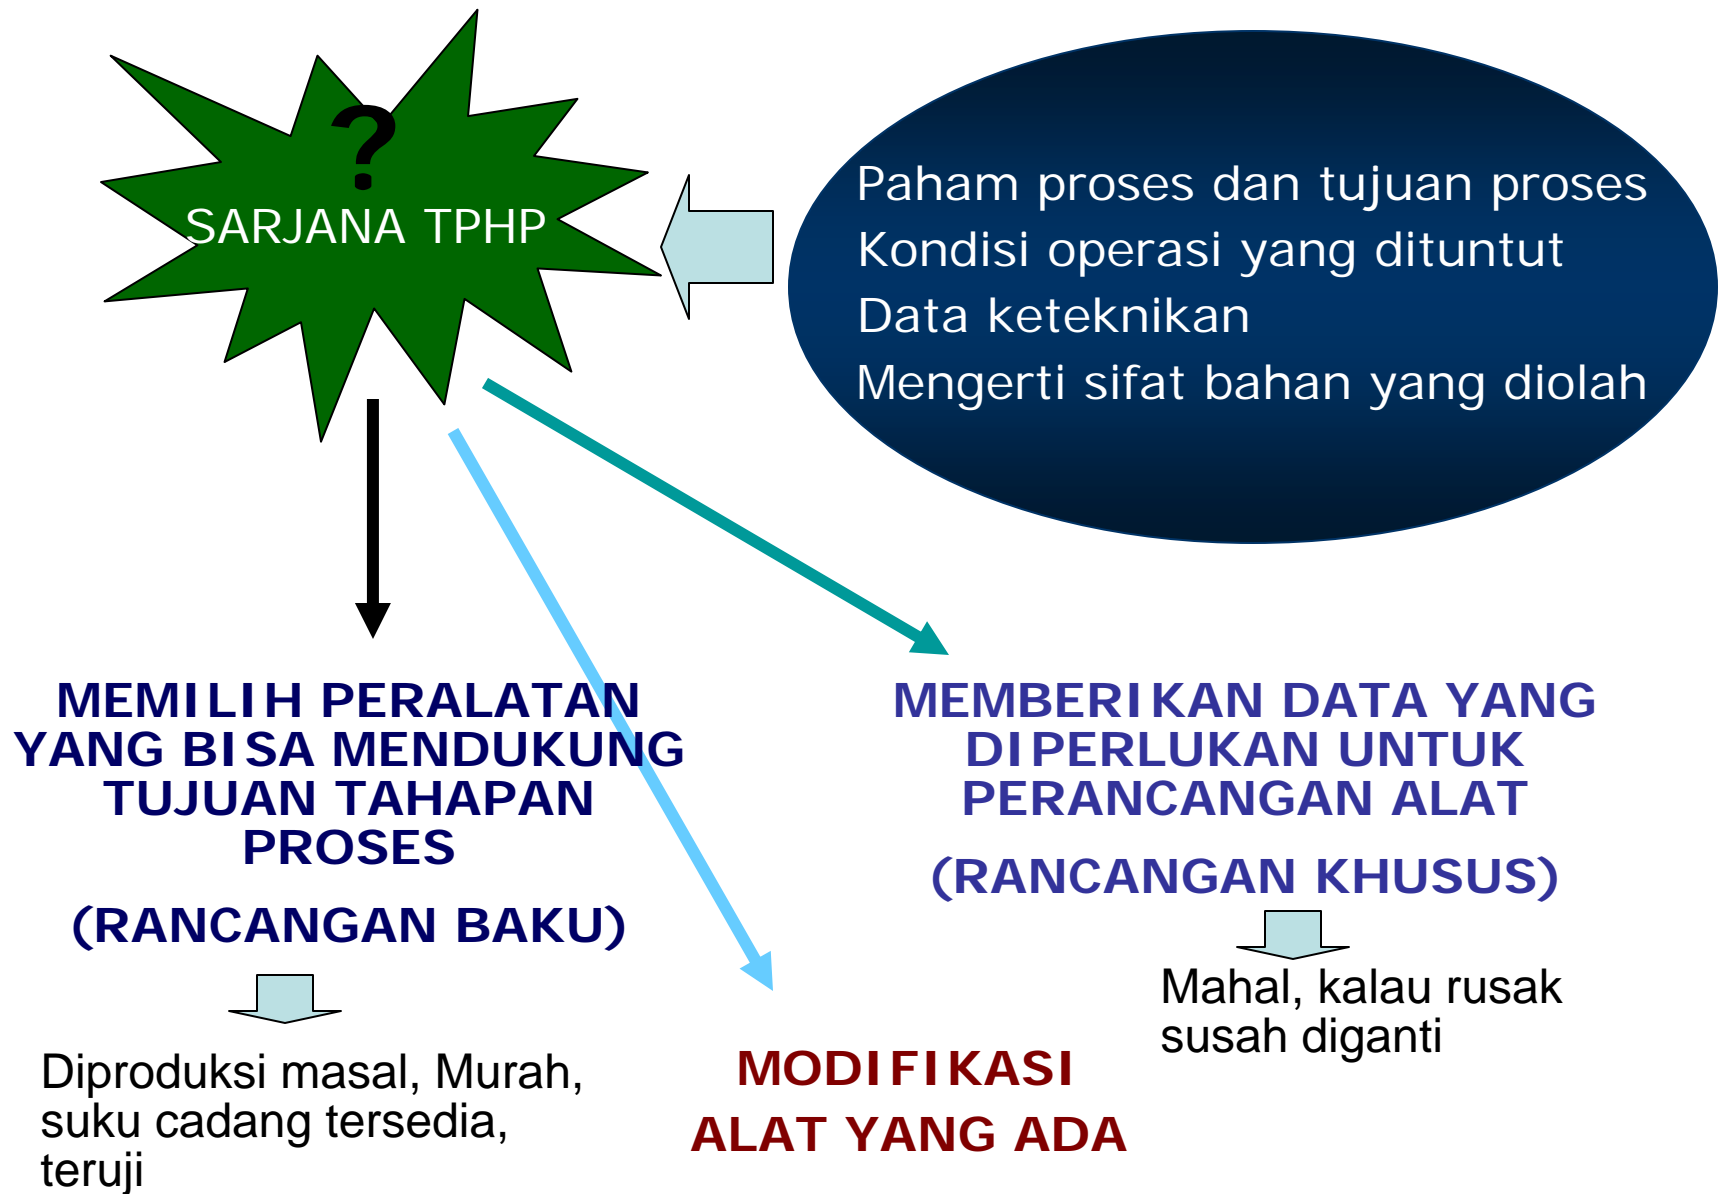 ?
SARJANA TPHP
Paham proses dan tujuan proses
Kondisi operasi yang dituntut
Data keteknikan
Mengerti sifat bahan yang diolah
MEMILIH PERALATAN
YANG BISA MENDUKUNG
TUJUAN TAHAPAN
PROSES
(RANCANGAN BAKU)
Diproduksi masal, Murah,
suku cadang tersedia,
teruji
MODIFIKASI
ALAT YANG ADA
MEMBERIKAN DATA YANG
DIPERLUKAN UNTUK
PERANCANGAN ALAT
(RANCANGAN KHUSUS)
Mahal, kalau rusak
susah diganti